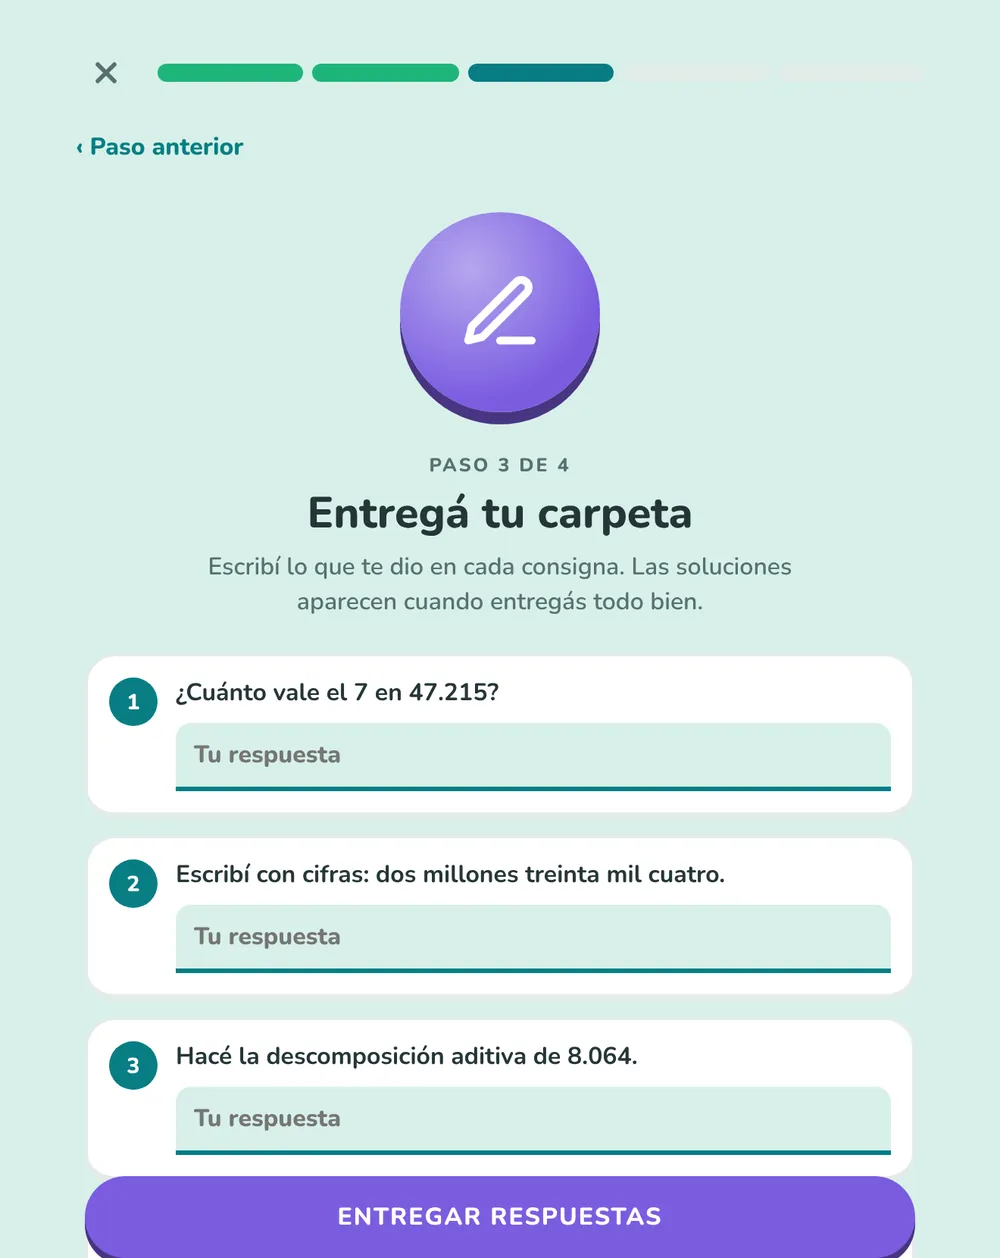 ‹ Paso anterior
PASO 3 DE 4
Entregá tu carpeta
Escribí lo que te dio en cada consigna. Las soluciones
aparecen cuando entregás todo bien.
1
¿Cuánto vale el 7 en 47.215?
Tu respuesta
2
Escribí con cifras: dos millones treinta mil cuatro.
Tu respuesta
3
Hacé la descomposición aditiva de 8.064.
Tu respuesta
ENTREGAR RESPUESTAS